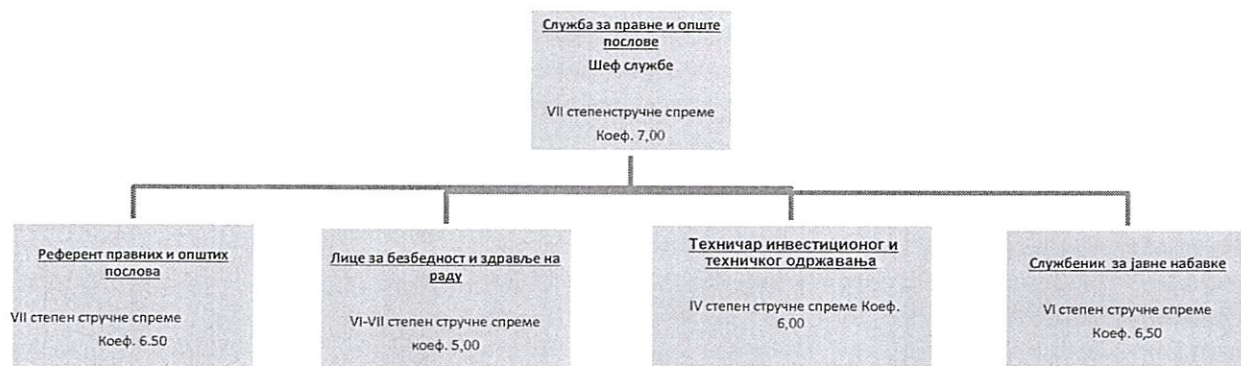 Служба за правне и опште
послове
Шеф службе
VII степенстручне спреме
Коеф. 7,00
Референт правних и општих
послова
VII степен стручне спреме
Коеф. 6.50
Лице за безбедност и здравље на
раду
VI-VII степен стручне спреме
коеф. 5,00
Техничар инвестиционог и
техничког одржавања
IV степен стручне спреме Коеф.
6,00
Службеник за јавне набавке
VI степен стручне спреме
Коеф. 6,50